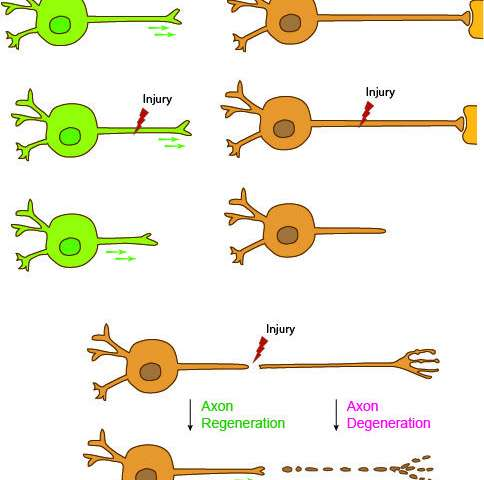 Injury
Injury
Injury
Axon
Regeneration
Axon
Degeneration